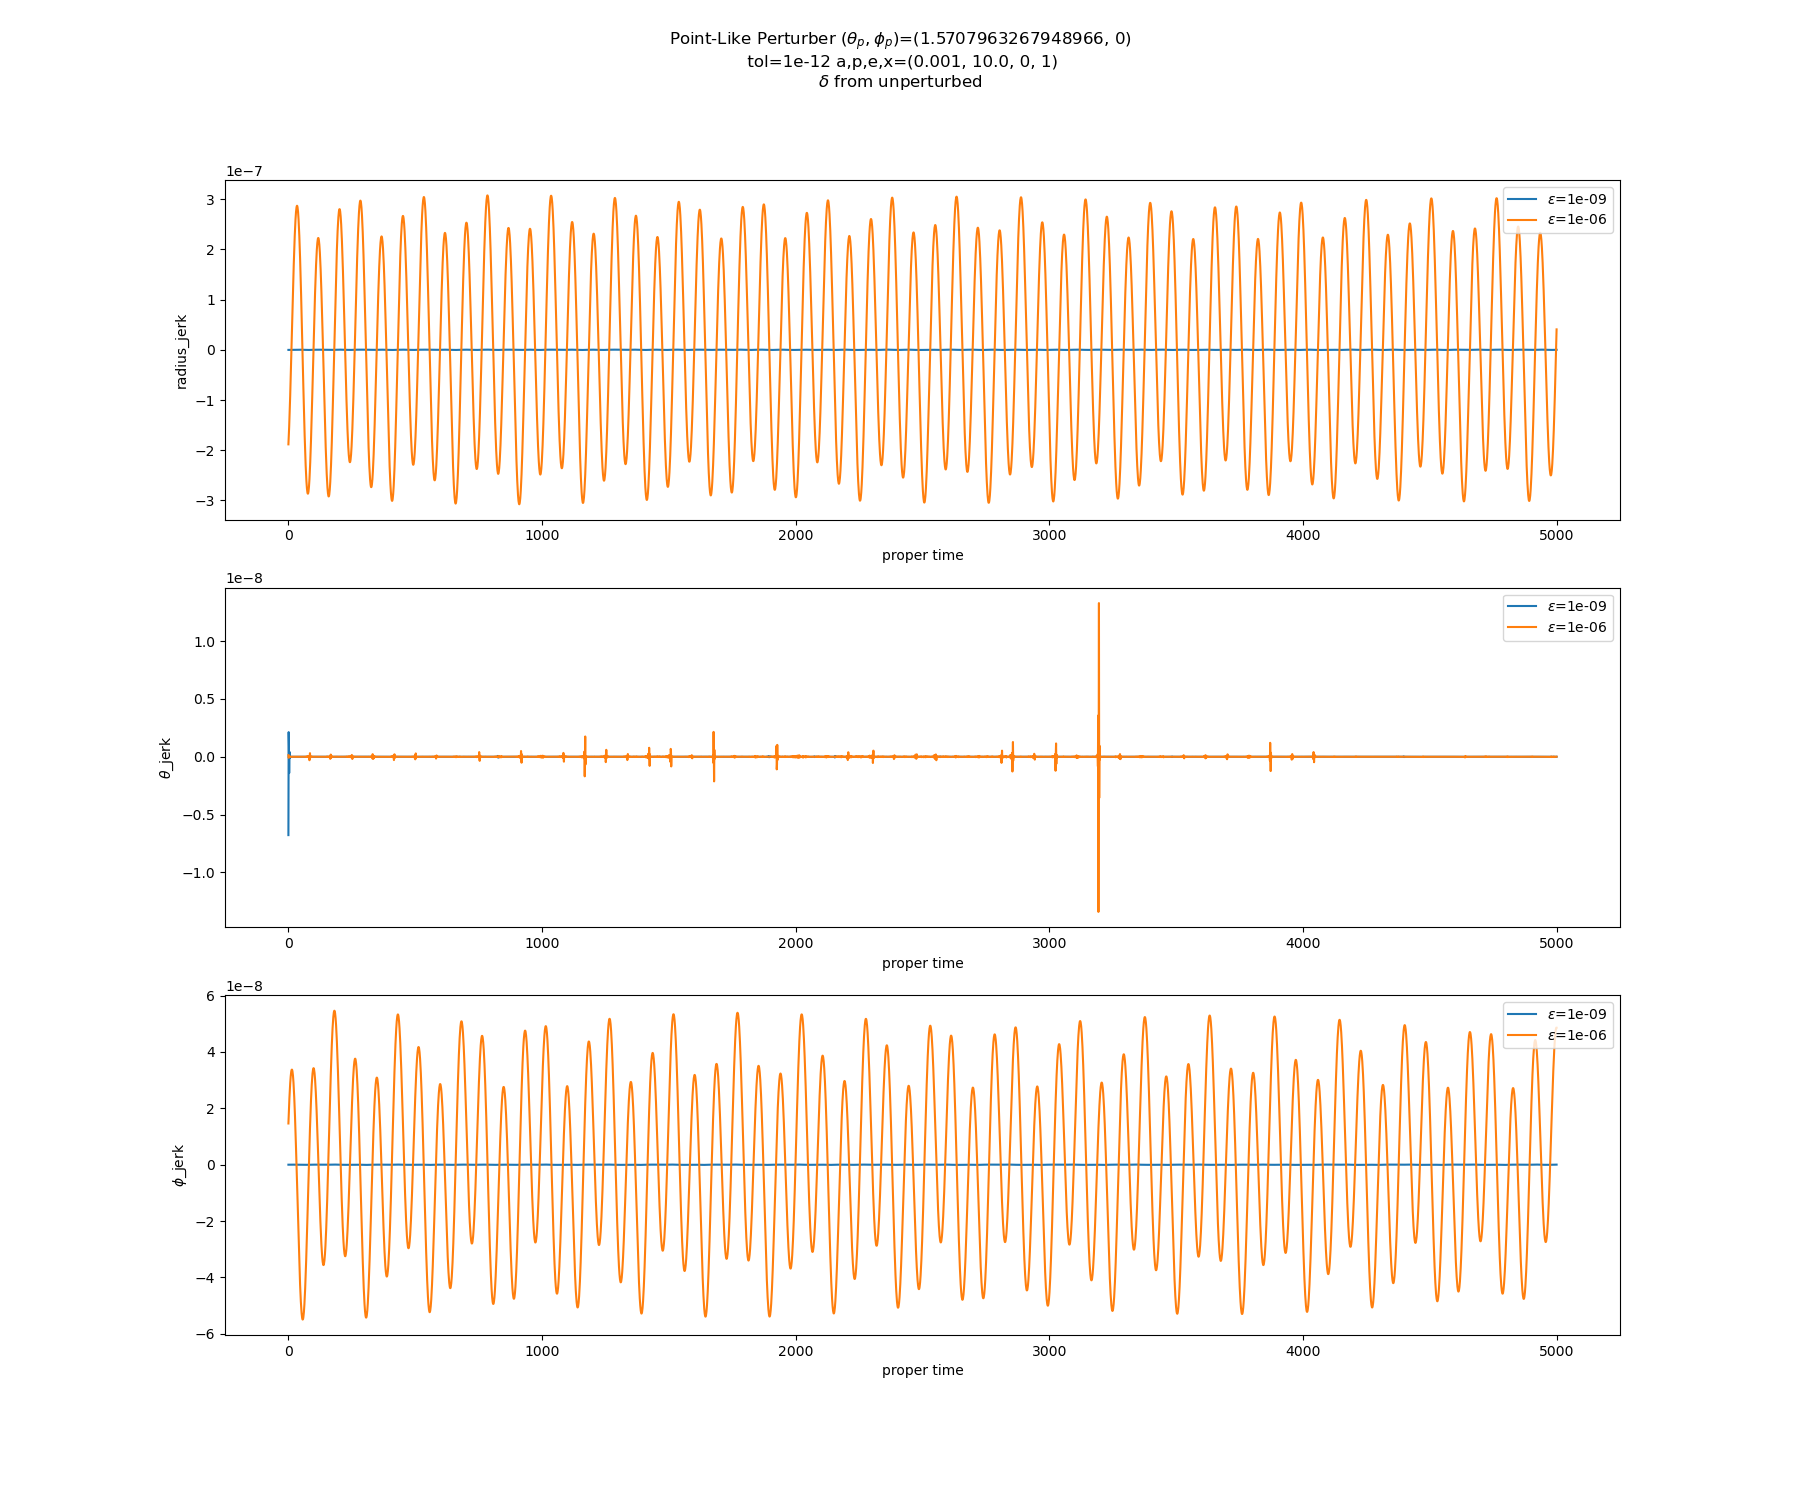 Point-Like Perturber (θₚ, ϕₚ)=(1.5707963267948966, 0)
tol=1e-12 a,p,e,x=(0.001, 10.0, 0, 1)
δ from unperturbed
1e−7
3
2
1
0
−1
−2
−3
radius_jerk
ε=1e-09
ε=1e-06
0 1000 2000 3000 4000 5000
proper time
1e−8
1.0
0.5
0.0
−0.5
−1.0
θ_jerk
ε=1e-09
ε=1e-06
0 1000 2000 3000 4000 5000
proper time
1e−8
6
4
2
0
−2
−4
−6
ϕ_jerk
ε=1e-09
ε=1e-06
0 1000 2000 3000 4000 5000
proper time